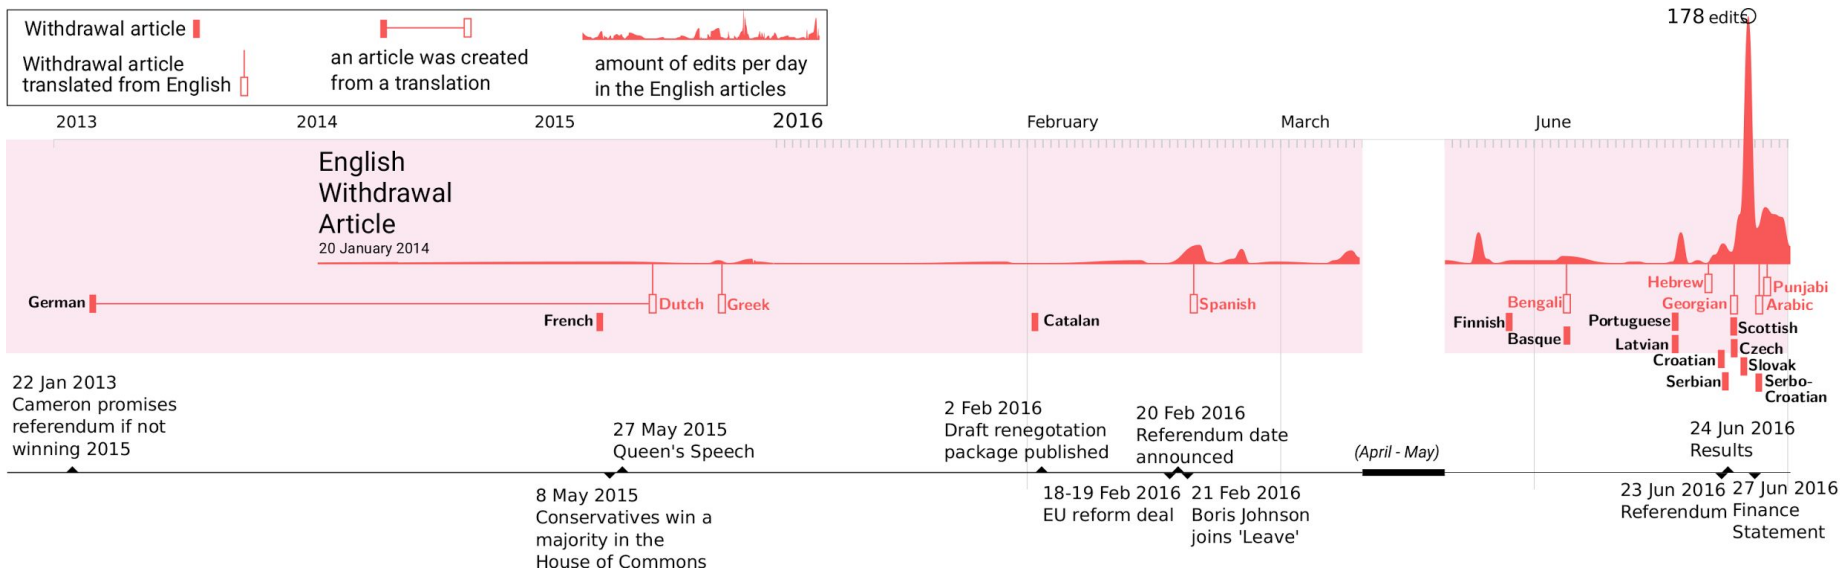 178 edits
Withdrawal article
Withdrawal article
translated from English
an article was created
from a translation
amount of edits per day
in the English articles
2013
2014
2015
2016
February
March
June
English
Withdrawal
Article
20 January 2014
German
Dutch
Greek
French
Catalan
Spanish
Hebrew
Punjabi
Bengali
Georgian
Arabic
Finnish
Portuguese
Scottish
Basque
Latvian
Czech
Croatian
Slovak
Serbian
Serbo-
Croatian
22 Jan 2013
Cameron promises
referendum if not
winning 2015
27 May 2015
Queen's Speech
2 Feb 2016
Draft renegotation
package published
20 Feb 2016
Referendum date
announced
(April - May)
24 Jun 2016
Results
8 May 2015
Conservatives win a
majority in the
House of Commons
18-19 Feb 2016
EU reform deal
21 Feb 2016
Boris Johnson
joins 'Leave'
23 Jun 2016
Referendum
27 Jun 2016
Finance
Statement